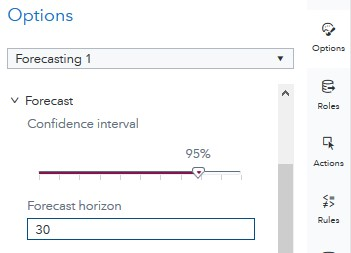 Options
Forecasting 1
Forecast
Confidence interval
95%
Forecast horizon
30
Options
Roles
Actions
Rules